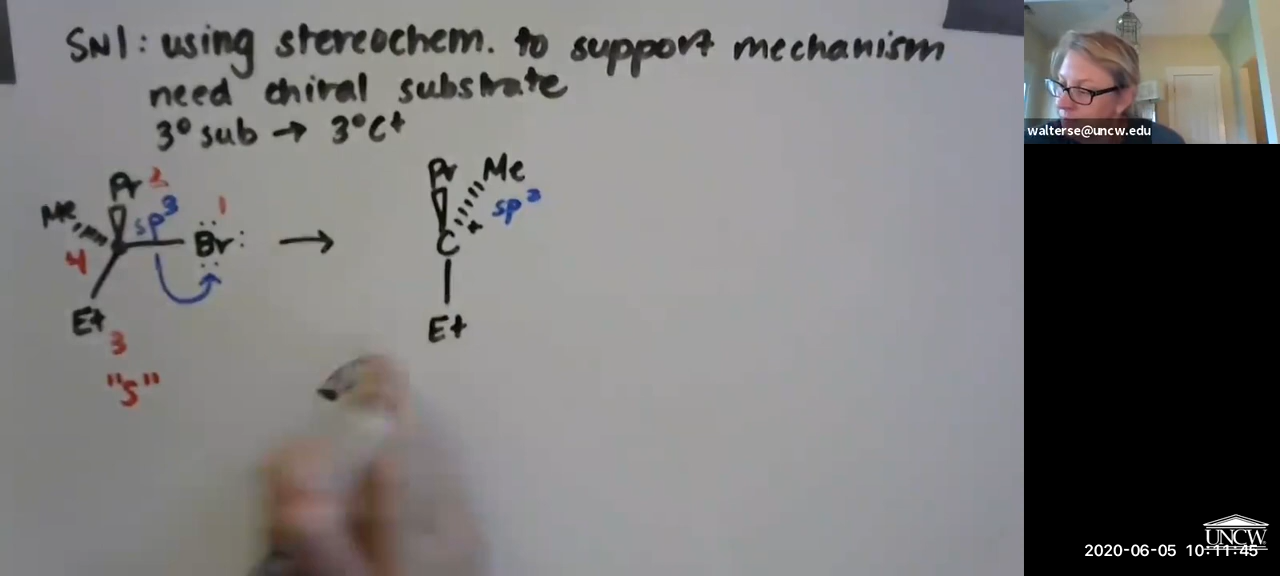 SN1: using stereochem. to support mechanism
need chiral substrate
3° sub → 3° C+
Pr 2
Me
sp3
1
Br
4
Et
3
"S"
→
Pr
Me
sp2
C
+
Et
walterse@uncw.edu
UNCW
2020-06-05 10:11:45